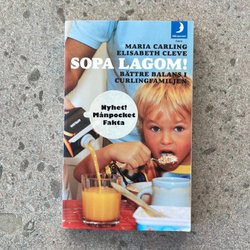 MARIA CARLING
ELISABETH CLEVE
SOPA LAGOM!
BÄTTRE BALANS I
CURLINGFAMILJEN
Nyhet!
Månpocket
Fakta